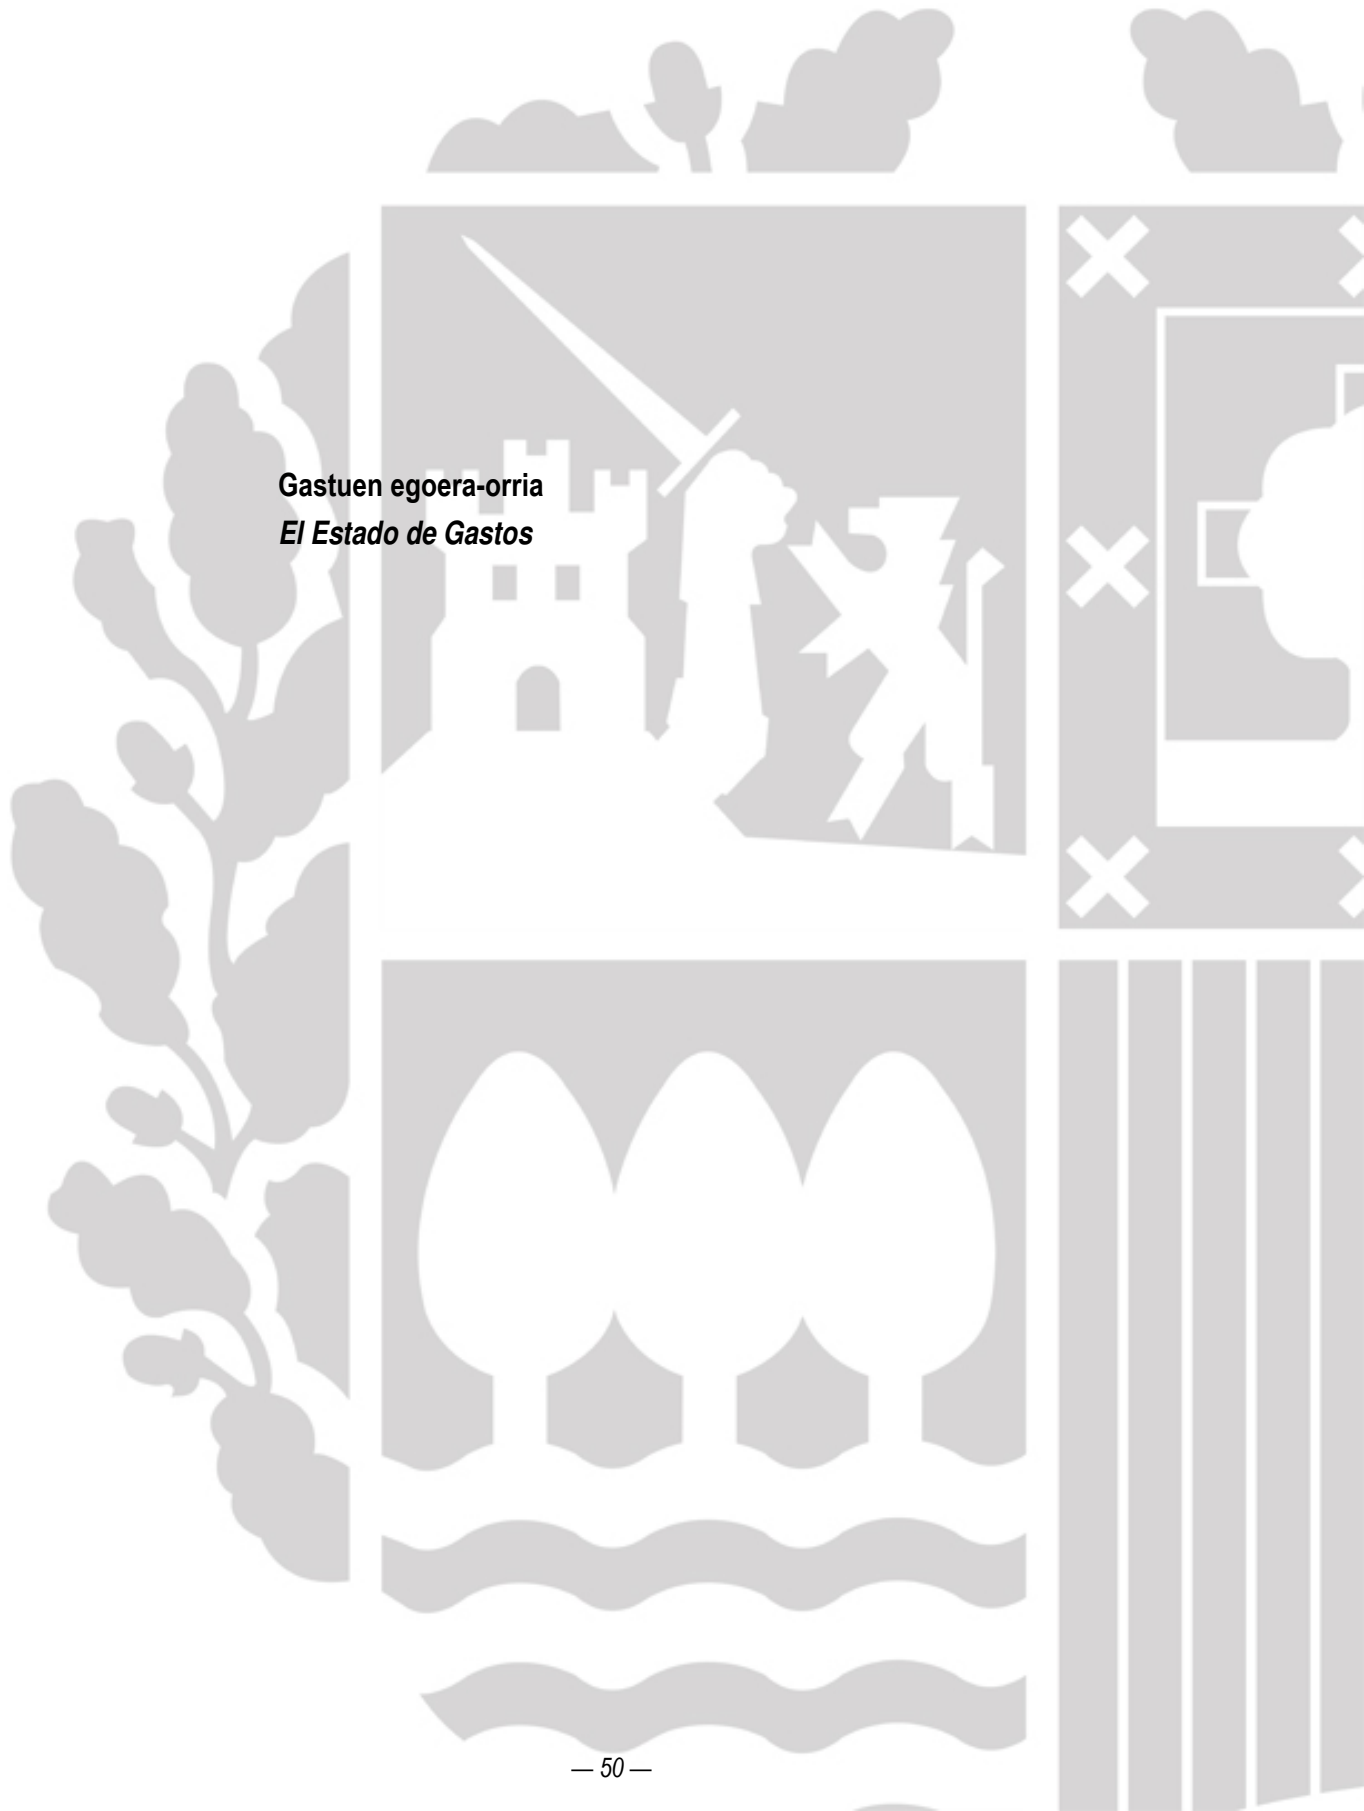 Gastuen egoera-orria
El Estado de Gastos
— 50 —